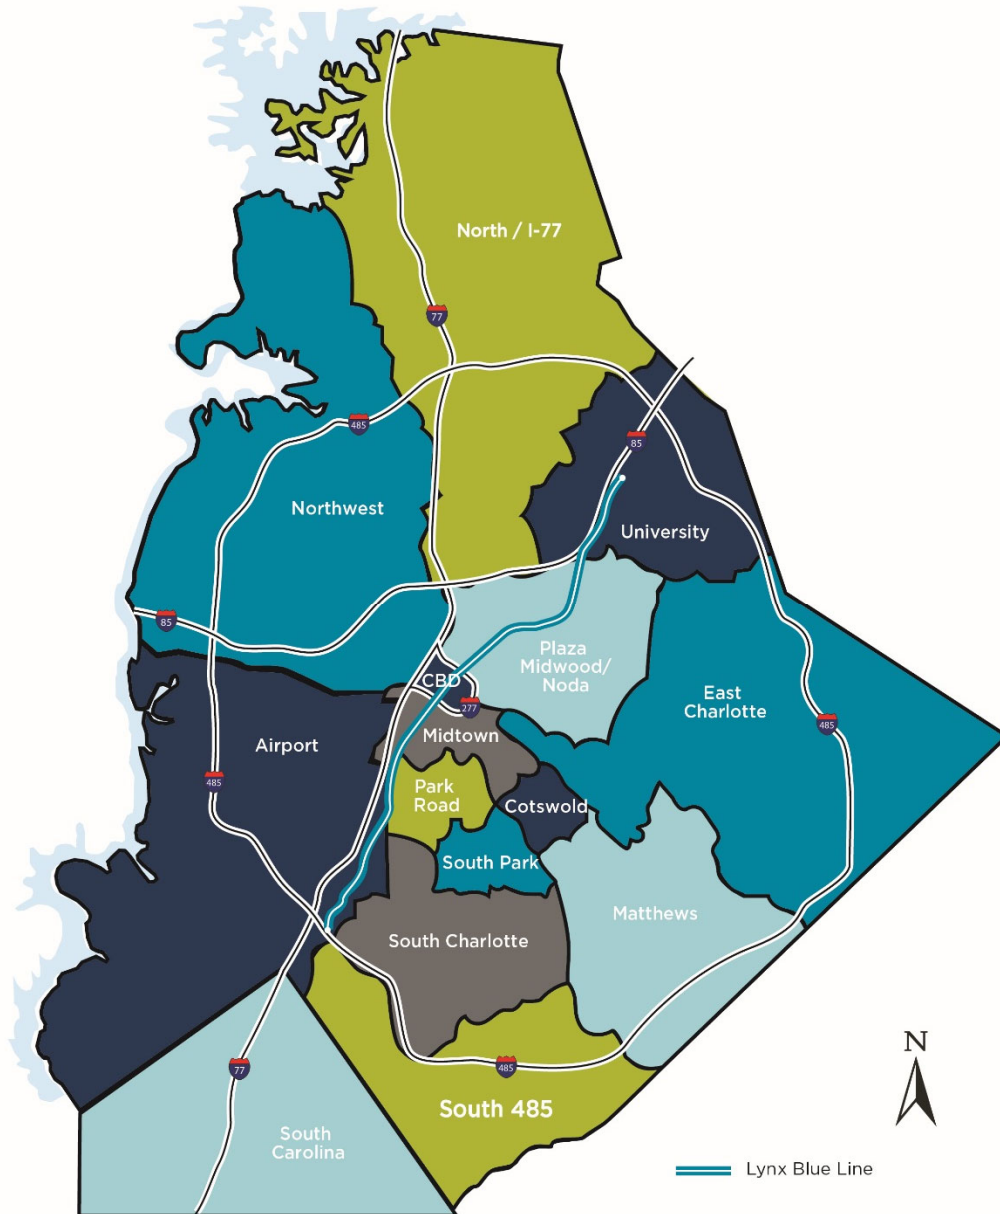 North / I-77
77
485
85
Northwest
University
85
Plaza
Midwood/
Noda
CBD
277
East
Charlotte
Midtown
485
Airport
485
Park
Road
Cotswold
South Park
Matthews
South Charlotte
N
77
485
South 485
South
Carolina
Lynx Blue Line